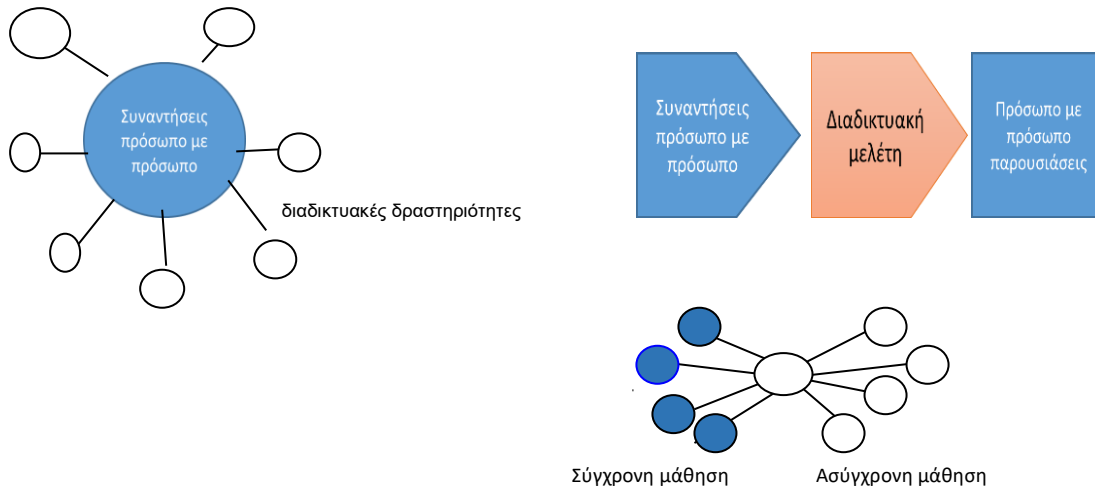 Συναντήσεις
πρόσωπο με
πρόσωπο
διαδικτυακές δραστηριότητες
Συναντήσεις
πρόσωπο με
πρόσωπο
Διαδικτυακή
μελέτη
Πρόσωπο με
πρόσωπο
παρουσιάσεις
Σύγχρονη μάθηση
Ασύγχρονη μάθηση